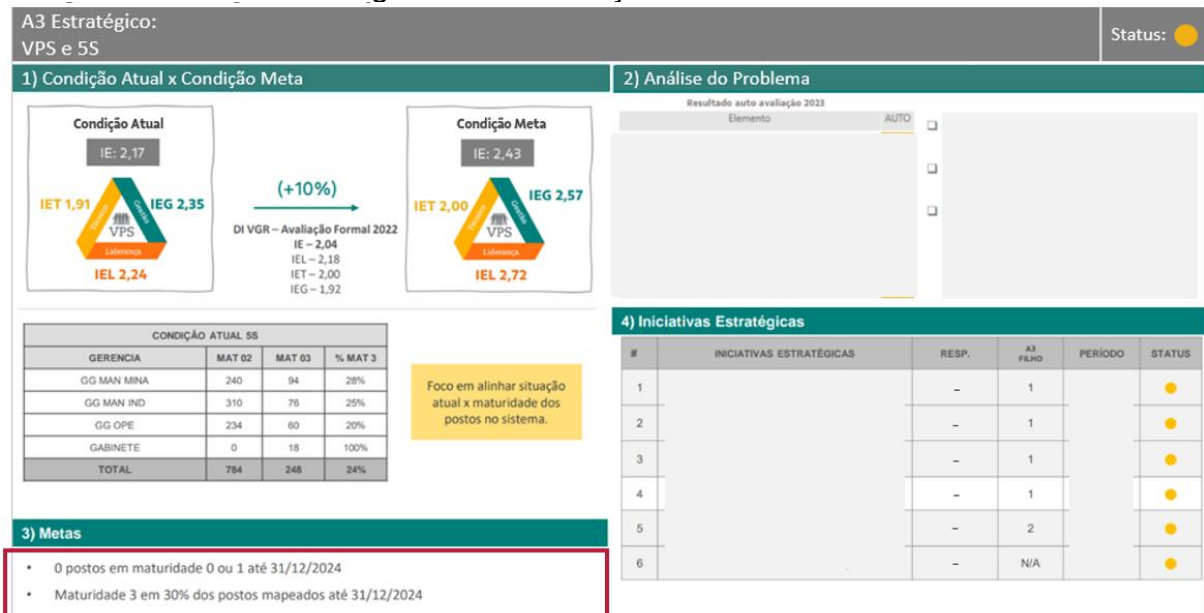 A3 Estratégico:
VPS e 5S
Status:
1) Condição Atual x Condição Meta
Condição Atual
IE: 2,17
IET 1,91
IEG 2,35
Técnico
Gestão
VPS
Liderança
IEL 2,24
(+10%)
DI VGR – Avaliação Formal 2022
IE – 2,04
IEL – 2,18
IET – 2,00
IEG – 1,92
Condição Meta
IE: 2,43
IET 2,00
IEG 2,57
Técnico
Gestão
VPS
Liderança
IEL 2,72
CONDIÇÃO ATUAL 5S
GERENCIA MAT 02 MAT 03 % MAT 3
GG MAN MINA 240 94 28%
GG MAN IND 310 76 25%
GG OPE 234 60 20%
GABINETE 0 18 100%
TOTAL 784 248 24%
Foco em alinhar situação
atual x maturidade dos
postos no sistema.
2) Análise do Problema
Resultado auto avaliação 2023
Elemento AUTO
3) Metas
• 0 postos em maturidade 0 ou 1 até 31/12/2024
• Maturidade 3 em 30% dos postos mapeados até 31/12/2024
4) Iniciativas Estratégicas
# INICIATIVAS ESTRATÉGICAS RESP. A3 FILHO PERÍODO STATUS
1 – 1
2 – 1
3 – 1
4 – 1
5 – 2
6 – N/A